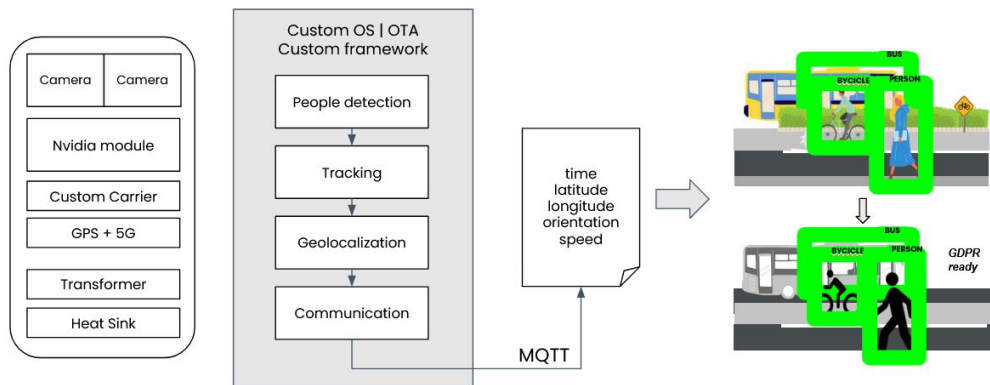 Camera
Camera
Nvidia module
Custom Carrier
GPS + 5G
Transformer
Heat Sink
Custom OS | OTA
Custom framework
People detection
Tracking
Geolocalization
Communication
MQTT
time
latitude
longitude
orientation
speed
BUS
BYCICLE
PERSON
BUS
BYCICLE
PERSON
GDPR
ready